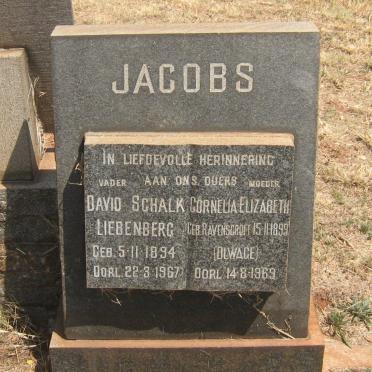 JACOBS
IN LIEFDEVOLLE HERINNERING
AAN ONS OUERS
VADER
DAVID SCHALK
LIEBENBERG
GEB. 5-11-1894
OORL. 22-3-1967
MOEDER
CORNELIA ELIZABETH
GEB. RAVENSCROFT 15-11-1899
(DLWAGE)
OORL. 14-8-1969